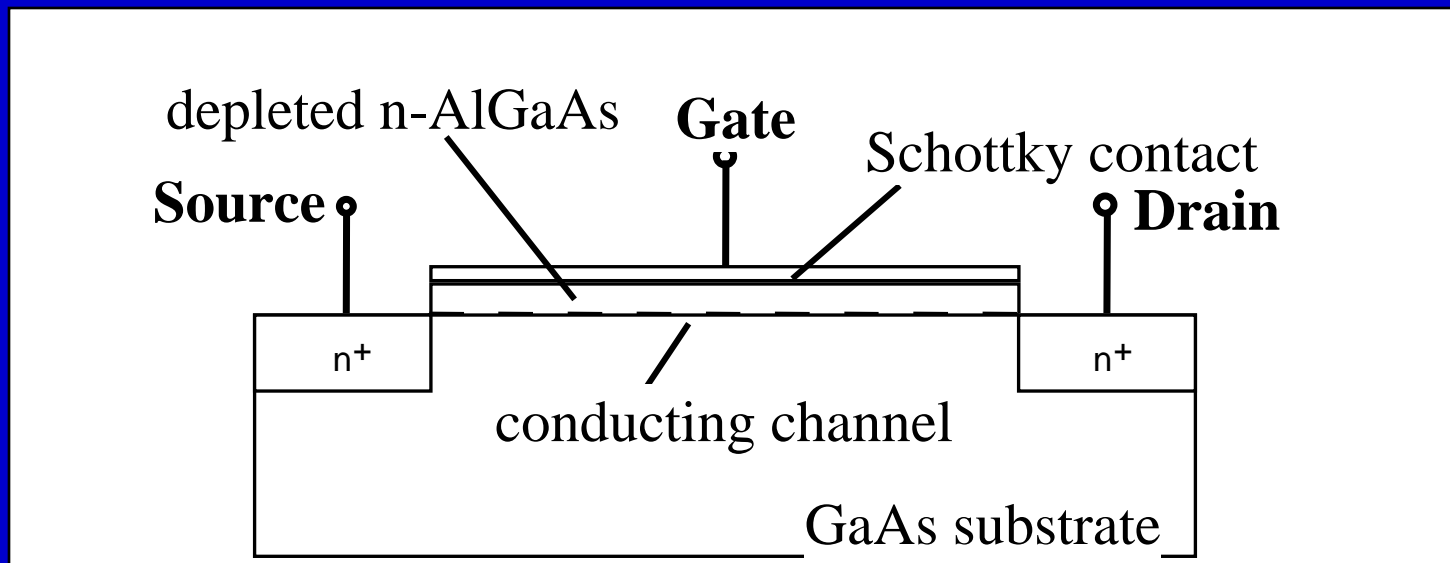 depleted n-AlGaAs
Gate
Schottky contact
Source
Drain
n+
n+
conducting channel
GaAs substrate